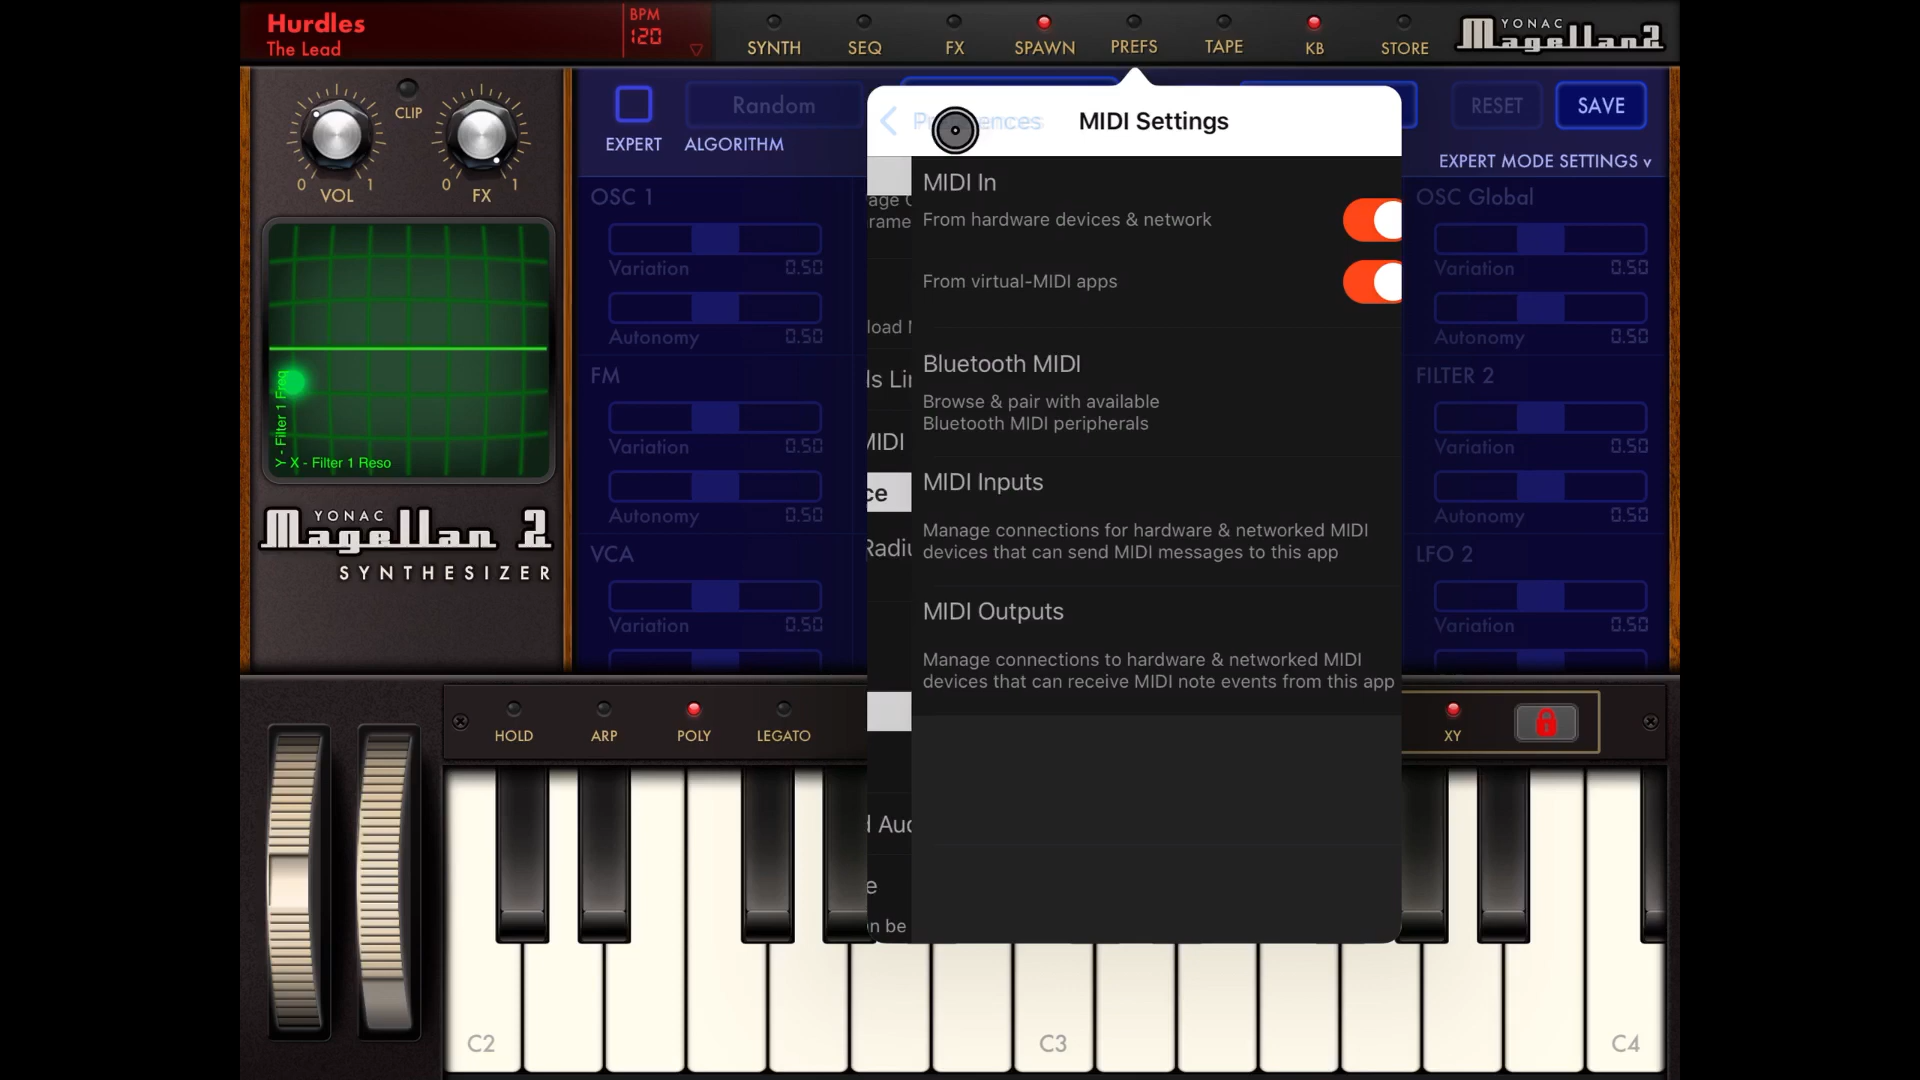 Hurdles
The Lead
BPM
120
SYNTH
SEQ
FX
SPAWN
PREFS
TAPE
KB
STORE
YONAC
Magellan2
CLIP
0 1
VOL
0 1
FX
EXPERT
Random
ALGORITHM
RESET
SAVE
EXPERT MODE SETTINGS v
MIDI Settings
MIDI In
From hardware devices & network
From virtual-MIDI apps
Bluetooth MIDI
Browse & pair with available
Bluetooth MIDI peripherals
MIDI Inputs
Manage connections for hardware & networked MIDI
devices that can send MIDI messages to this app
MIDI Outputs
Manage connections to hardware & networked MIDI
devices that can receive MIDI note events from this app
OSC 1
Variation 0.50
Autonomy 0.50
FM
Variation 0.50
Autonomy 0.50
VCA
Variation 0.50
OSC Global
Variation 0.50
Autonomy 0.50
FILTER 2
Variation 0.50
Autonomy 0.50
LFO 2
Variation 0.50
Y - Filter 1 Freq
X - Filter 1 Reso
YONAC
Magellan 2
SYNTHESIZER
HOLD
ARP
POLY
LEGATO
XY
C2
C3
C4